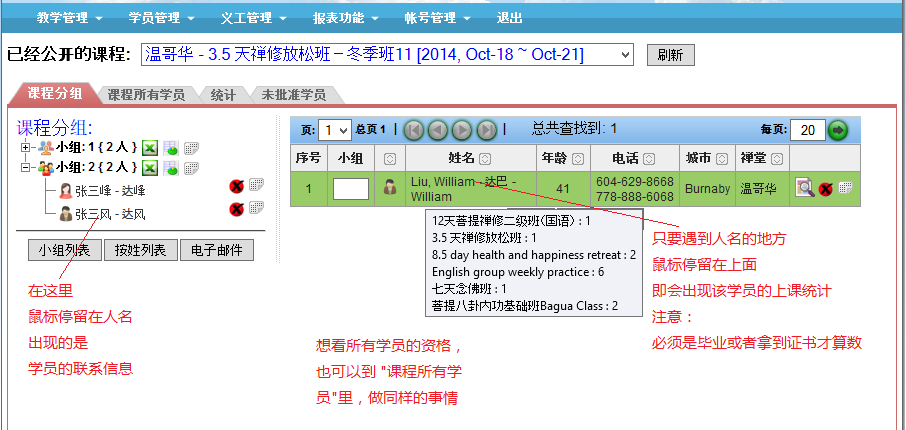 教学管理 学员管理 义工管理 报表功能 帐号管理 退出
已经公开的课程: 温哥华 - 3.5 天禅修放松班－冬季班11 [2014, Oct-18 ~ Oct-21] 刷新
课程分组 课程所有学员 统计 未批准学员
课程分组:
小组: 1 { 2 人 }
小组: 2 { 2 人 }
张三峰 - 达峰
张三风 - 达风
小组列表 按姓列表 电子邮件
页: 1 总页 1 | | 总共查找到: 1 每页: 20
序号 小组 姓名 年龄 电话 城市 禅堂
1 Liu, William - 达巴 - 41 604-629-8668 Burnaby 温哥华
William 778-888-6068
12天菩提禅修二级班(国语) : 1
3.5 天禅修放松班 : 1
8.5 day health and happiness retreat : 2
English group weekly practice : 6
七天念佛班 : 1
菩提八卦内功基础班Bagua Class : 2
在这里
鼠标停留在人名
出现的是
学员的联系信息
想看所有学员的资格，
也可以到 "课程所有学
员"里，做同样的事情
只要遇到人名的地方
鼠标停留在上面
即会出现该学员的上课统计
注意：
必须是毕业或者拿到证书才算数